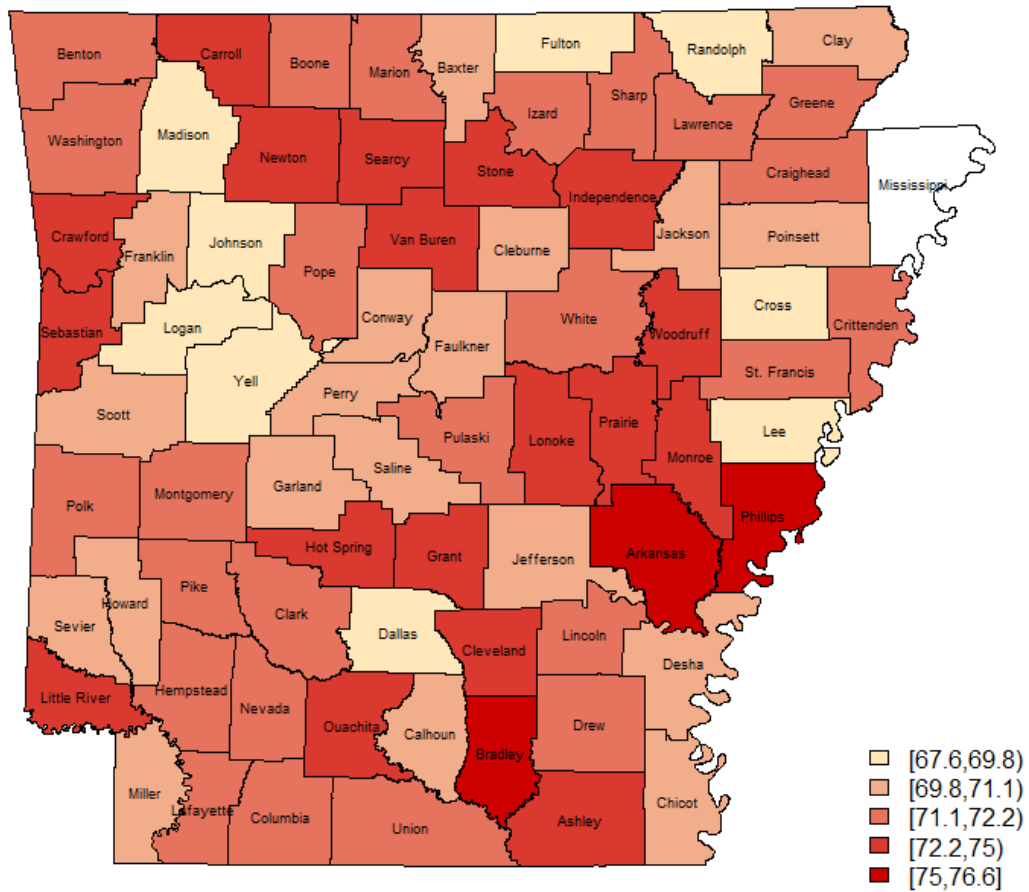 Benton
Carroll
Boone
Marion
Baxter
Fulton
Randolph
Clay
Sharp
Izard
Greene
Lawrence
Washington
Madison
Newton
Searcy
Stone
Independence
Craighead
Mississippi
Crawford
Franklin
Johnson
Pope
Van Buren
Cleburne
Jackson
Poinsett
Sebastian
Logan
Conway
Faulkner
White
Woodruff
Cross
Crittenden
Scott
Yell
Perry
Pulaski
Lonoke
Prairie
Monroe
St. Francis
Lee
Polk
Montgomery
Garland
Saline
Hot Spring
Grant
Jefferson
Arkansas
Phillips
Sevier
Howard
Pike
Clark
Dallas
Cleveland
Lincoln
Desha
Little River
Hempstead
Nevada
Ouachita
Calhoun
Bradley
Drew
Miller
Lafayette
Columbia
Union
Ashley
Chicot
[67.6,69.8)
[69.8,71.1)
[71.1,72.2)
[72.2,75)
[75,76.6]